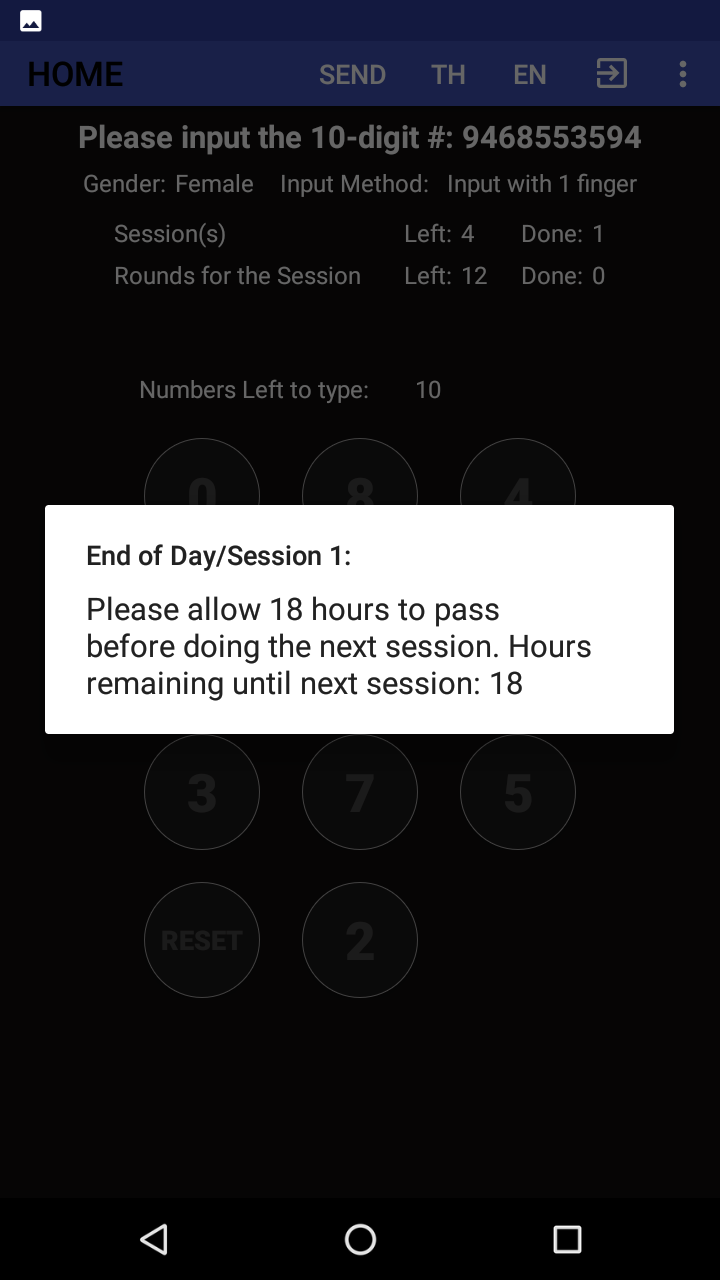 HOME SEND TH EN
Please input the 10-digit #: 9468553594
Gender: Female Input Method: Input with 1 finger
Session(s) Left: 4 Done: 1
Rounds for the Session Left: 12 Done: 0
Numbers Left to type: 10
0 8 4
End of Day/Session 1:
Please allow 18 hours to pass
before doing the next session. Hours
remaining until next session: 18
3 7 5
RESET 2